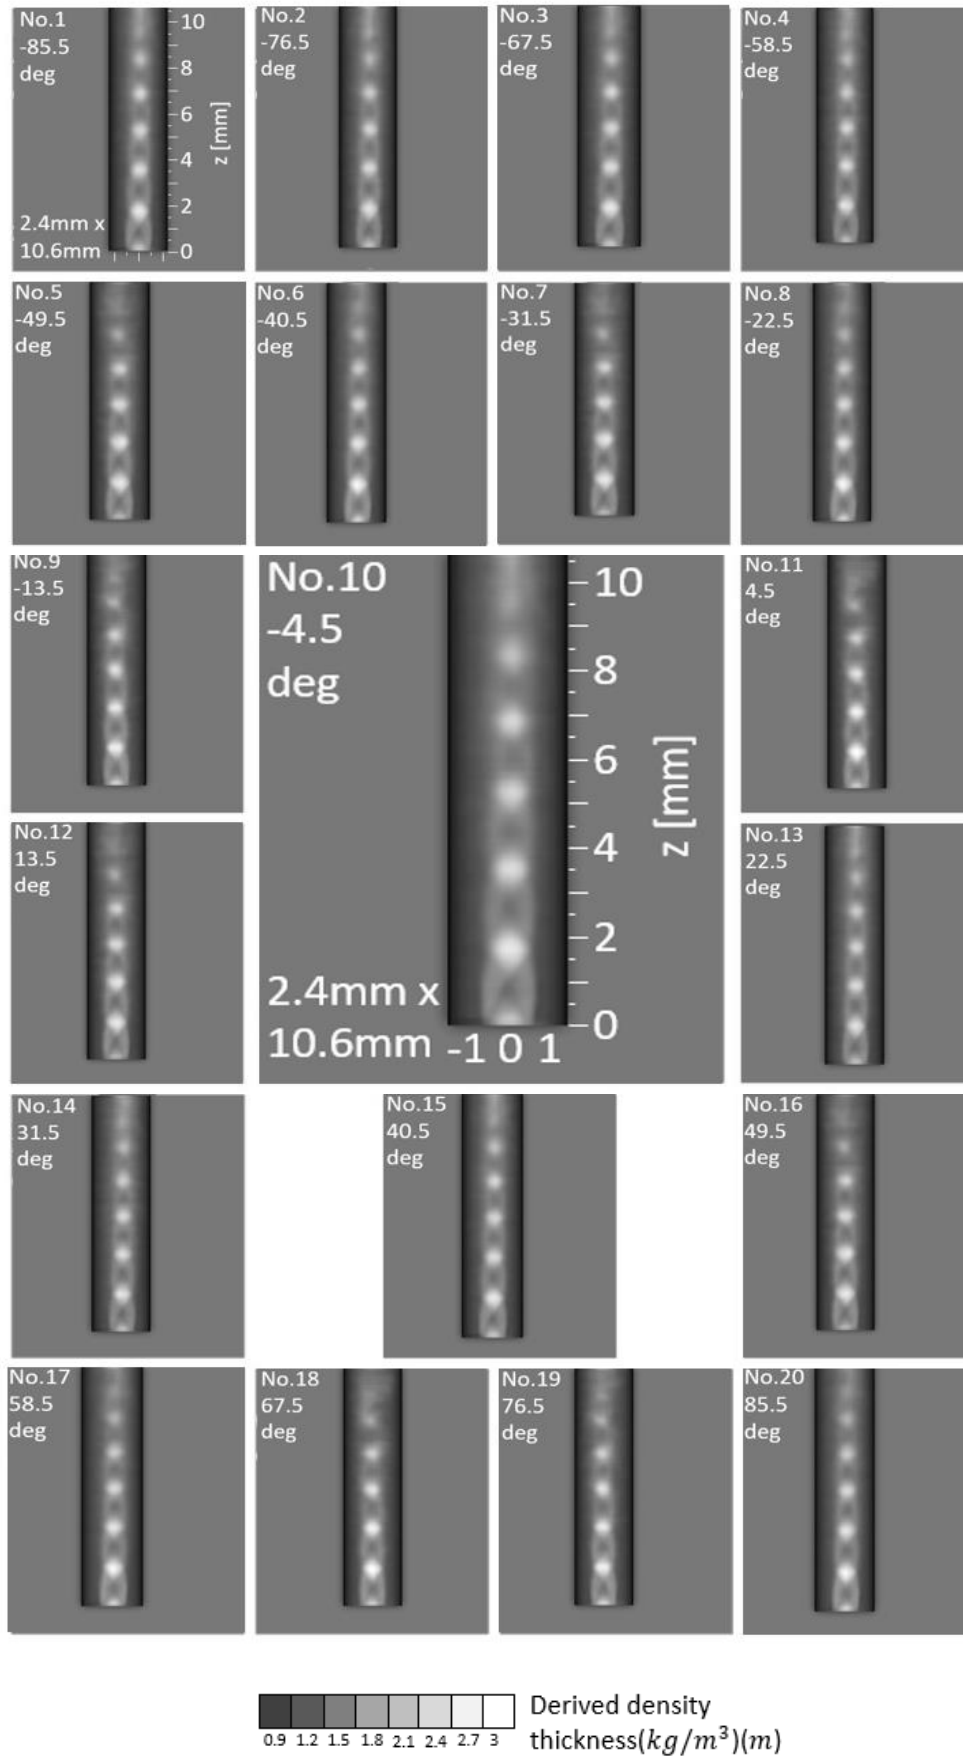 No.1
-85.5
deg
10
8
6
4
2
0
z [mm]
2.4mm x
10.6mm
No.2
-76.5
deg
No.3
-67.5
deg
No.4
-58.5
deg
No.5
-49.5
deg
No.6
-40.5
deg
No.7
-31.5
deg
No.8
-22.5
deg
No.9
-13.5
deg
No.10
-4.5
deg
10
8
6
4
2
0
z [mm]
2.4mm x
10.6mm
-1 0 1
No.11
4.5
deg
No.12
13.5
deg
No.13
22.5
deg
No.14
31.5
deg
No.15
40.5
deg
No.16
49.5
deg
No.17
58.5
deg
No.18
67.5
deg
No.19
76.5
deg
No.20
85.5
deg
0.9 1.2 1.5 1.8 2.1 2.4 2.7 3
Derived density
thickness(kg/m³)(m)